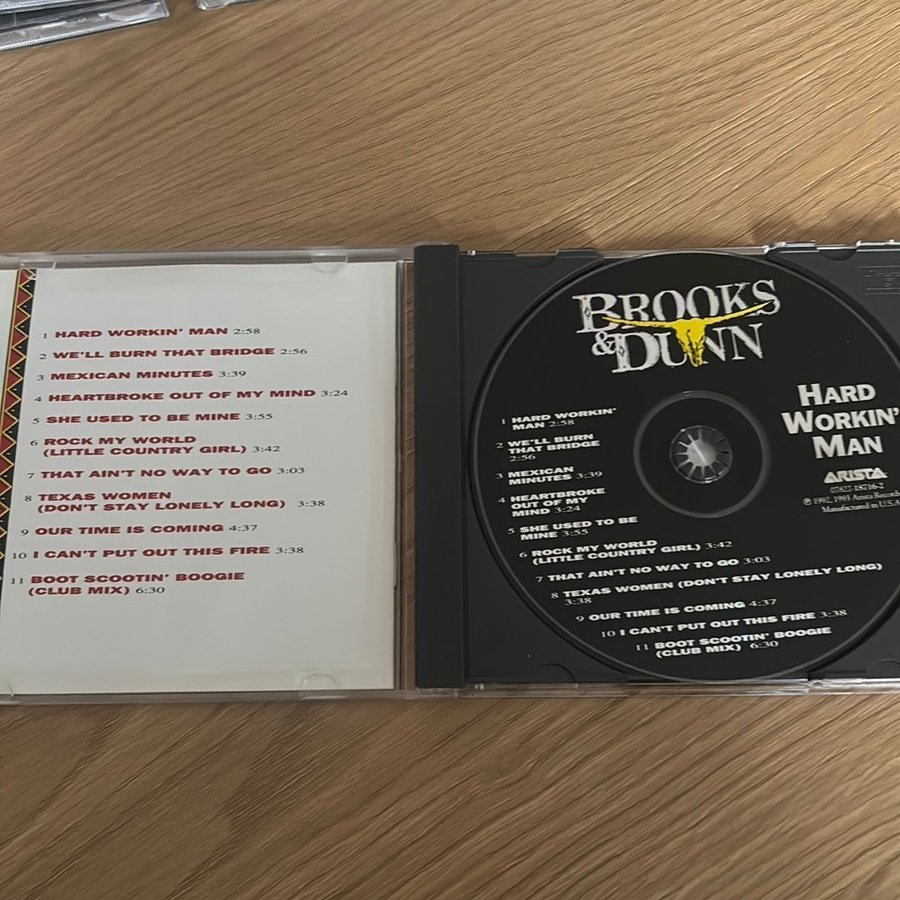 1 HARD WORKIN' MAN 2:58
2 WE'LL BURN THAT BRIDGE 2:56
3 MEXICAN MINUTES 3:39
4 HEARTBROKE OUT OF MY MIND 3:24
5 SHE USED TO BE MINE 3:55
6 ROCK MY WORLD
(LITTLE COUNTRY GIRL) 3:42
7 THAT AIN'T NO WAY TO GO 3:03
8 TEXAS WOMEN
(DON'T STAY LONELY LONG) 3:38
9 OUR TIME IS COMING 4:37
10 I CAN'T PUT OUT THIS FIRE 3:38
11 BOOT SCOOTIN' BOOGIE
(CLUB MIX) 6:30
BROOKS
& DUNN
HARD
WORKIN'
MAN
ARISTA
07822-18716-2
℗ 1992, 1993 Arista Records
Manufactured in U.S.A
1 HARD WORKIN'
MAN 2:58
2 WE'LL BURN
THAT BRIDGE
2:56
3 MEXICAN
MINUTES 3:39
4 HEARTBROKE
OUT OF MY
MIND 3:24
5 SHE USED TO BE
MINE 3:55
6 ROCK MY WORLD
(LITTLE COUNTRY GIRL) 3:42
7 THAT AIN'T NO WAY TO GO 3:03
8 TEXAS WOMEN (DON'T STAY LONELY LONG)
3:38
9 OUR TIME IS COMING 4:37
10 I CAN'T PUT OUT THIS FIRE 3:38
11 BOOT SCOOTIN' BOOGIE
(CLUB MIX) 6:30